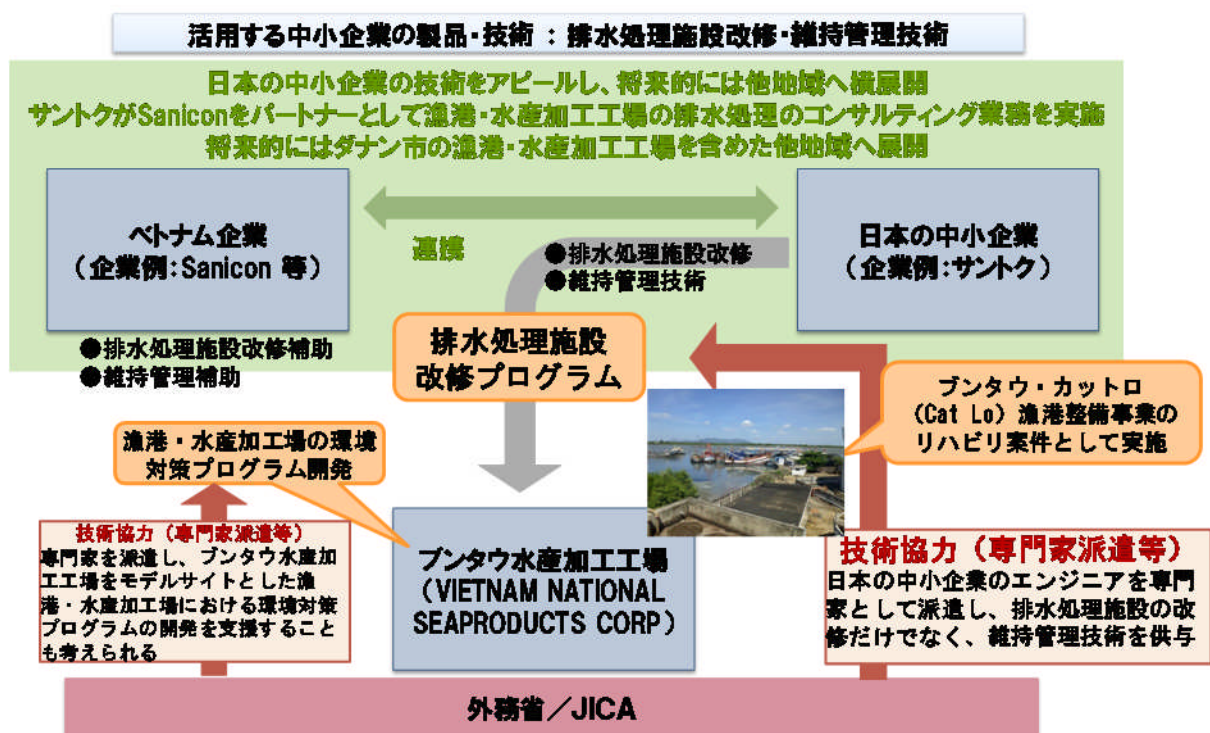 活用する中小企業の製品・技術：排水処理施設改修・維持管理技術
日本の中小企業の技術をアピールし、将来的には他地域へ横展開
サントクがSaniconをパートナーとして漁港・水産加工工場の排水処理のコンサルティング業務を実施
将来的にはダナン市の漁港・水産加工工場を含めた他地域へ展開
ベトナム企業
（企業例：Sanicon 等）
連携
●排水処理施設改修
●維持管理技術
日本の中小企業
（企業例：サントク）
●排水処理施設改修補助
●維持管理補助
排水処理施設
改修プログラム
ブンタウ・カットロ
（Cat Lo）漁港整備事業の
リハビリ案件として実施
漁港・水産加工場の環境
対策プログラム開発
技術協力（専門家派遣等）
専門家を派遣し、ブンタウ水産加
工工場をモデルサイトとした漁
港・水産加工場における環境対策
プログラムの開発を支援すること
も考えられる
ブンタウ水産加工工場
（VIETNAM NATIONAL
SEAPRODUCTS CORP）
技術協力（専門家派遣等）
日本の中小企業のエンジニアを専門
家として派遣し、排水処理施設の改
修だけでなく、維持管理技術を供与
外務省／JICA